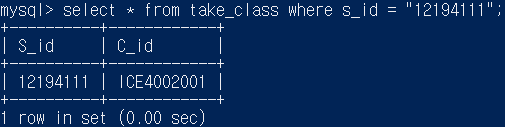 mysql> select * from take_class where s_id = "12194111";
+----------+------------+
| S_id     | C_id       |
+----------+------------+
| 12194111 | ICE4002001 |
+----------+------------+
1 row in set (0.00 sec)